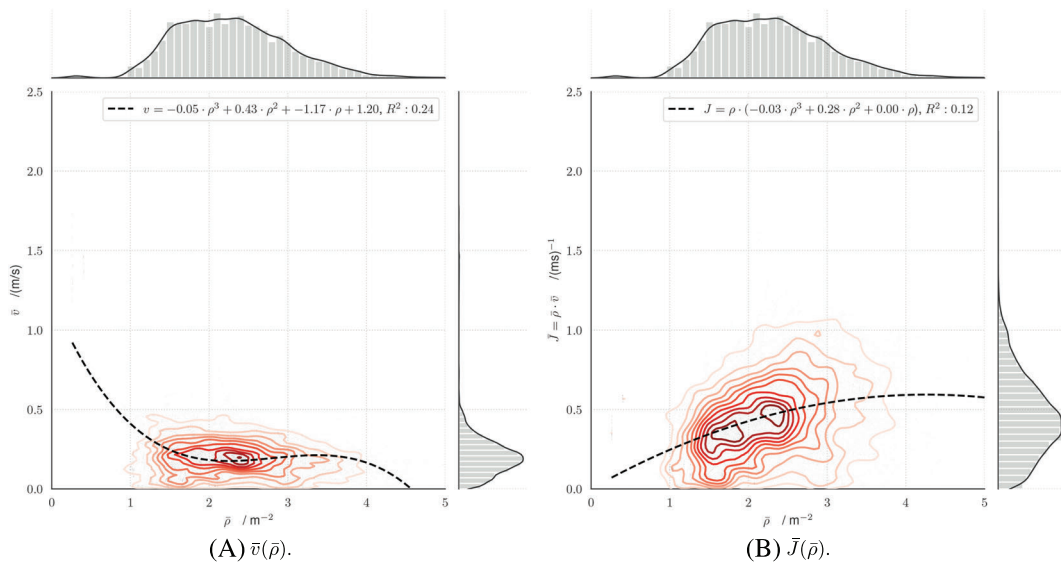 2.5
2.0
1.5
1.0
0.5
0.0
v̄ /(m/s)
-- v = −0.05 · ρ³ + 0.43 · ρ² + −1.17 · ρ + 1.20, R² : 0.24
0 1 2 3 4 5
ρ̄ / m⁻²
(A) v̄(ρ̄).
2.5
2.0
1.5
1.0
0.5
0.0
J̄ = ρ̄ · v̄ /(ms)⁻¹
-- J = ρ · (−0.03 · ρ³ + 0.28 · ρ² + 0.00 · ρ), R² : 0.12
0 1 2 3 4 5
ρ̄ / m⁻²
(B) J̄(ρ̄).